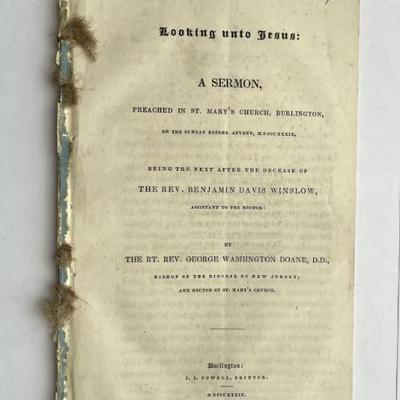 Looking unto Jesus:
A SERMON,
PREACHED IN ST. MARY'S CHURCH, BURLINGTON,
ON THE SUNDAY BEFORE ADVENT, MDCCCXXXIX,
BEING THE NEXT AFTER THE DECEASE OF
THE REV. BENJAMIN DAVIS WINSLOW,
ASSISTANT TO THE RECTOR:
BY
THE RT. REV. GEORGE WASHINGTON DOANE, D.D.,
BISHOP OF THE DIOCESE OF NEW JERSEY,
AND RECTOR OF ST. MARY'S CHURCH.
Burlington:
J. L. POWELL, PRINTER.
MDCCCXXXIX.